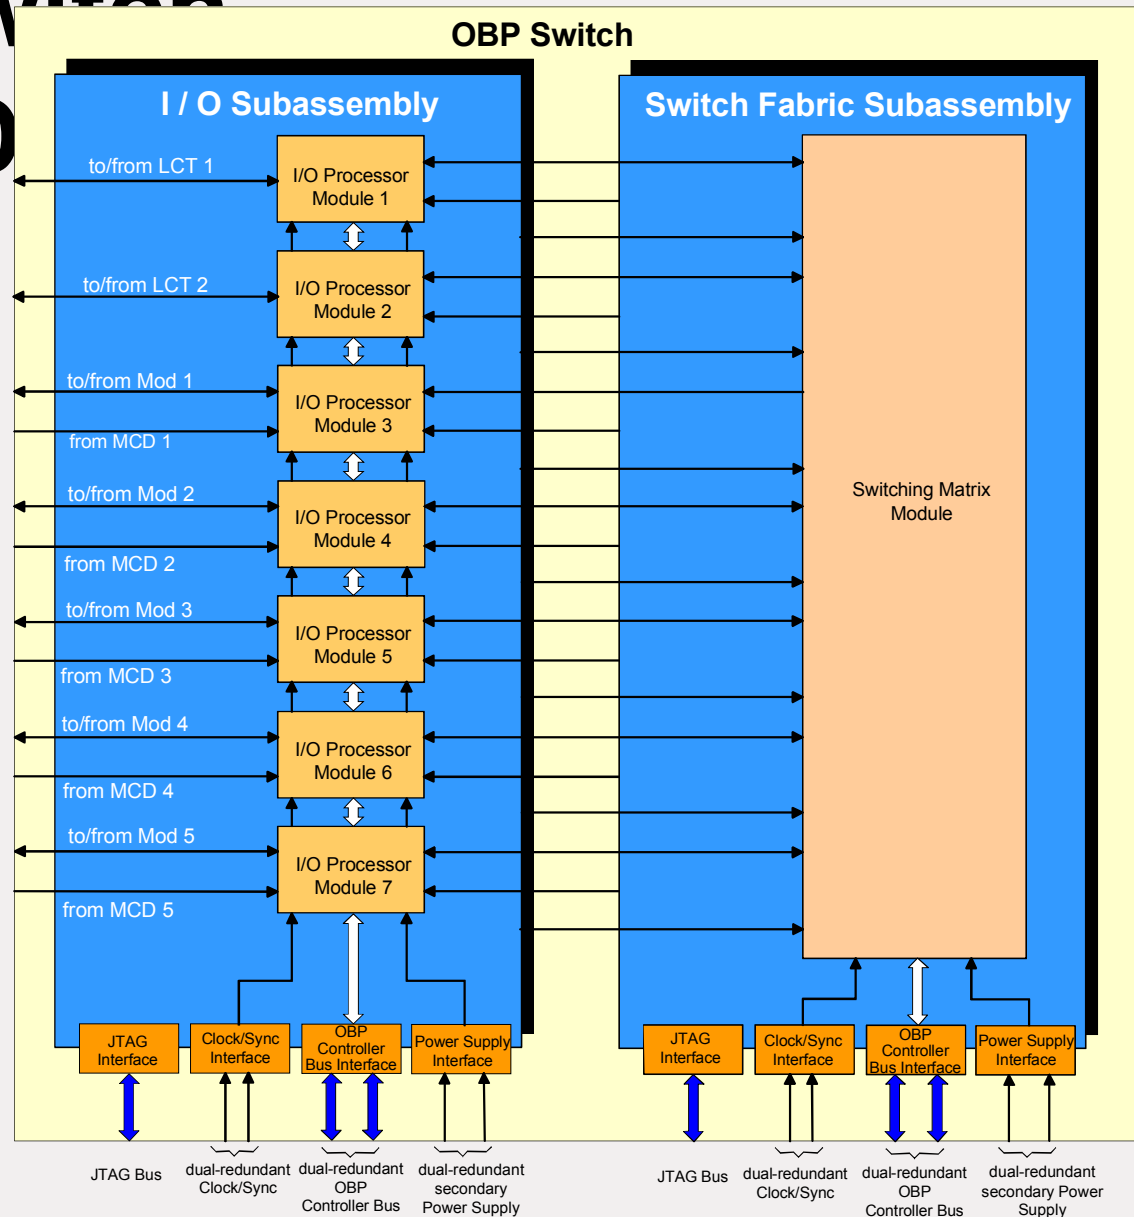 OBP Switch
I / O Subassembly
to/from LCT 1
I/O Processor
Module 1
to/from LCT 2
I/O Processor
Module 2
to/from Mod 1
I/O Processor
Module 3
from MCD 1
to/from Mod 2
I/O Processor
Module 4
from MCD 2
to/from Mod 3
I/O Processor
Module 5
from MCD 3
to/from Mod 4
I/O Processor
Module 6
from MCD 4
to/from Mod 5
I/O Processor
Module 7
from MCD 5
JTAG
Interface
Clock/Sync
Interface
OBP
Controller
Bus Interface
Power Supply
Interface
JTAG Bus
dual-redundant
Clock/Sync
dual-redundant
OBP
Controller Bus
dual-redundant
secondary
Power Supply
Switch Fabric Subassembly
Switching Matrix
Module
JTAG
Interface
Clock/Sync
Interface
OBP
Controller
Bus Interface
Power Supply
Interface
JTAG Bus
dual-redundant
Clock/Sync
dual-redundant
OBP
Controller Bus
dual-redundant
secondary Power
Supply